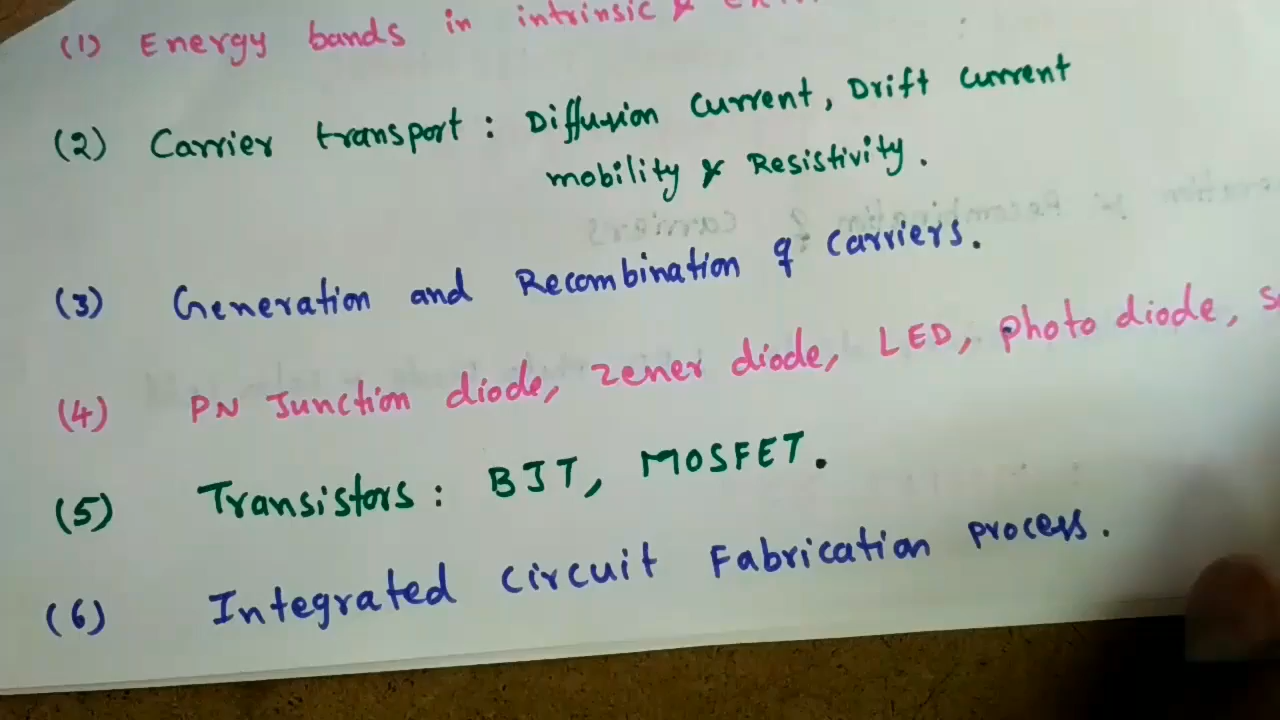 (1) Energy bands in intrinsic &
(2) Carrier transport : Diffusion Current, Drift current
mobility & Resistivity.
(3) Generation and Recombination of carriers.
(4) PN Junction diode, zener diode, LED, photo diode,
(5) Transistors : BJT, MOSFET.
(6) Integrated circuit Fabrication process.